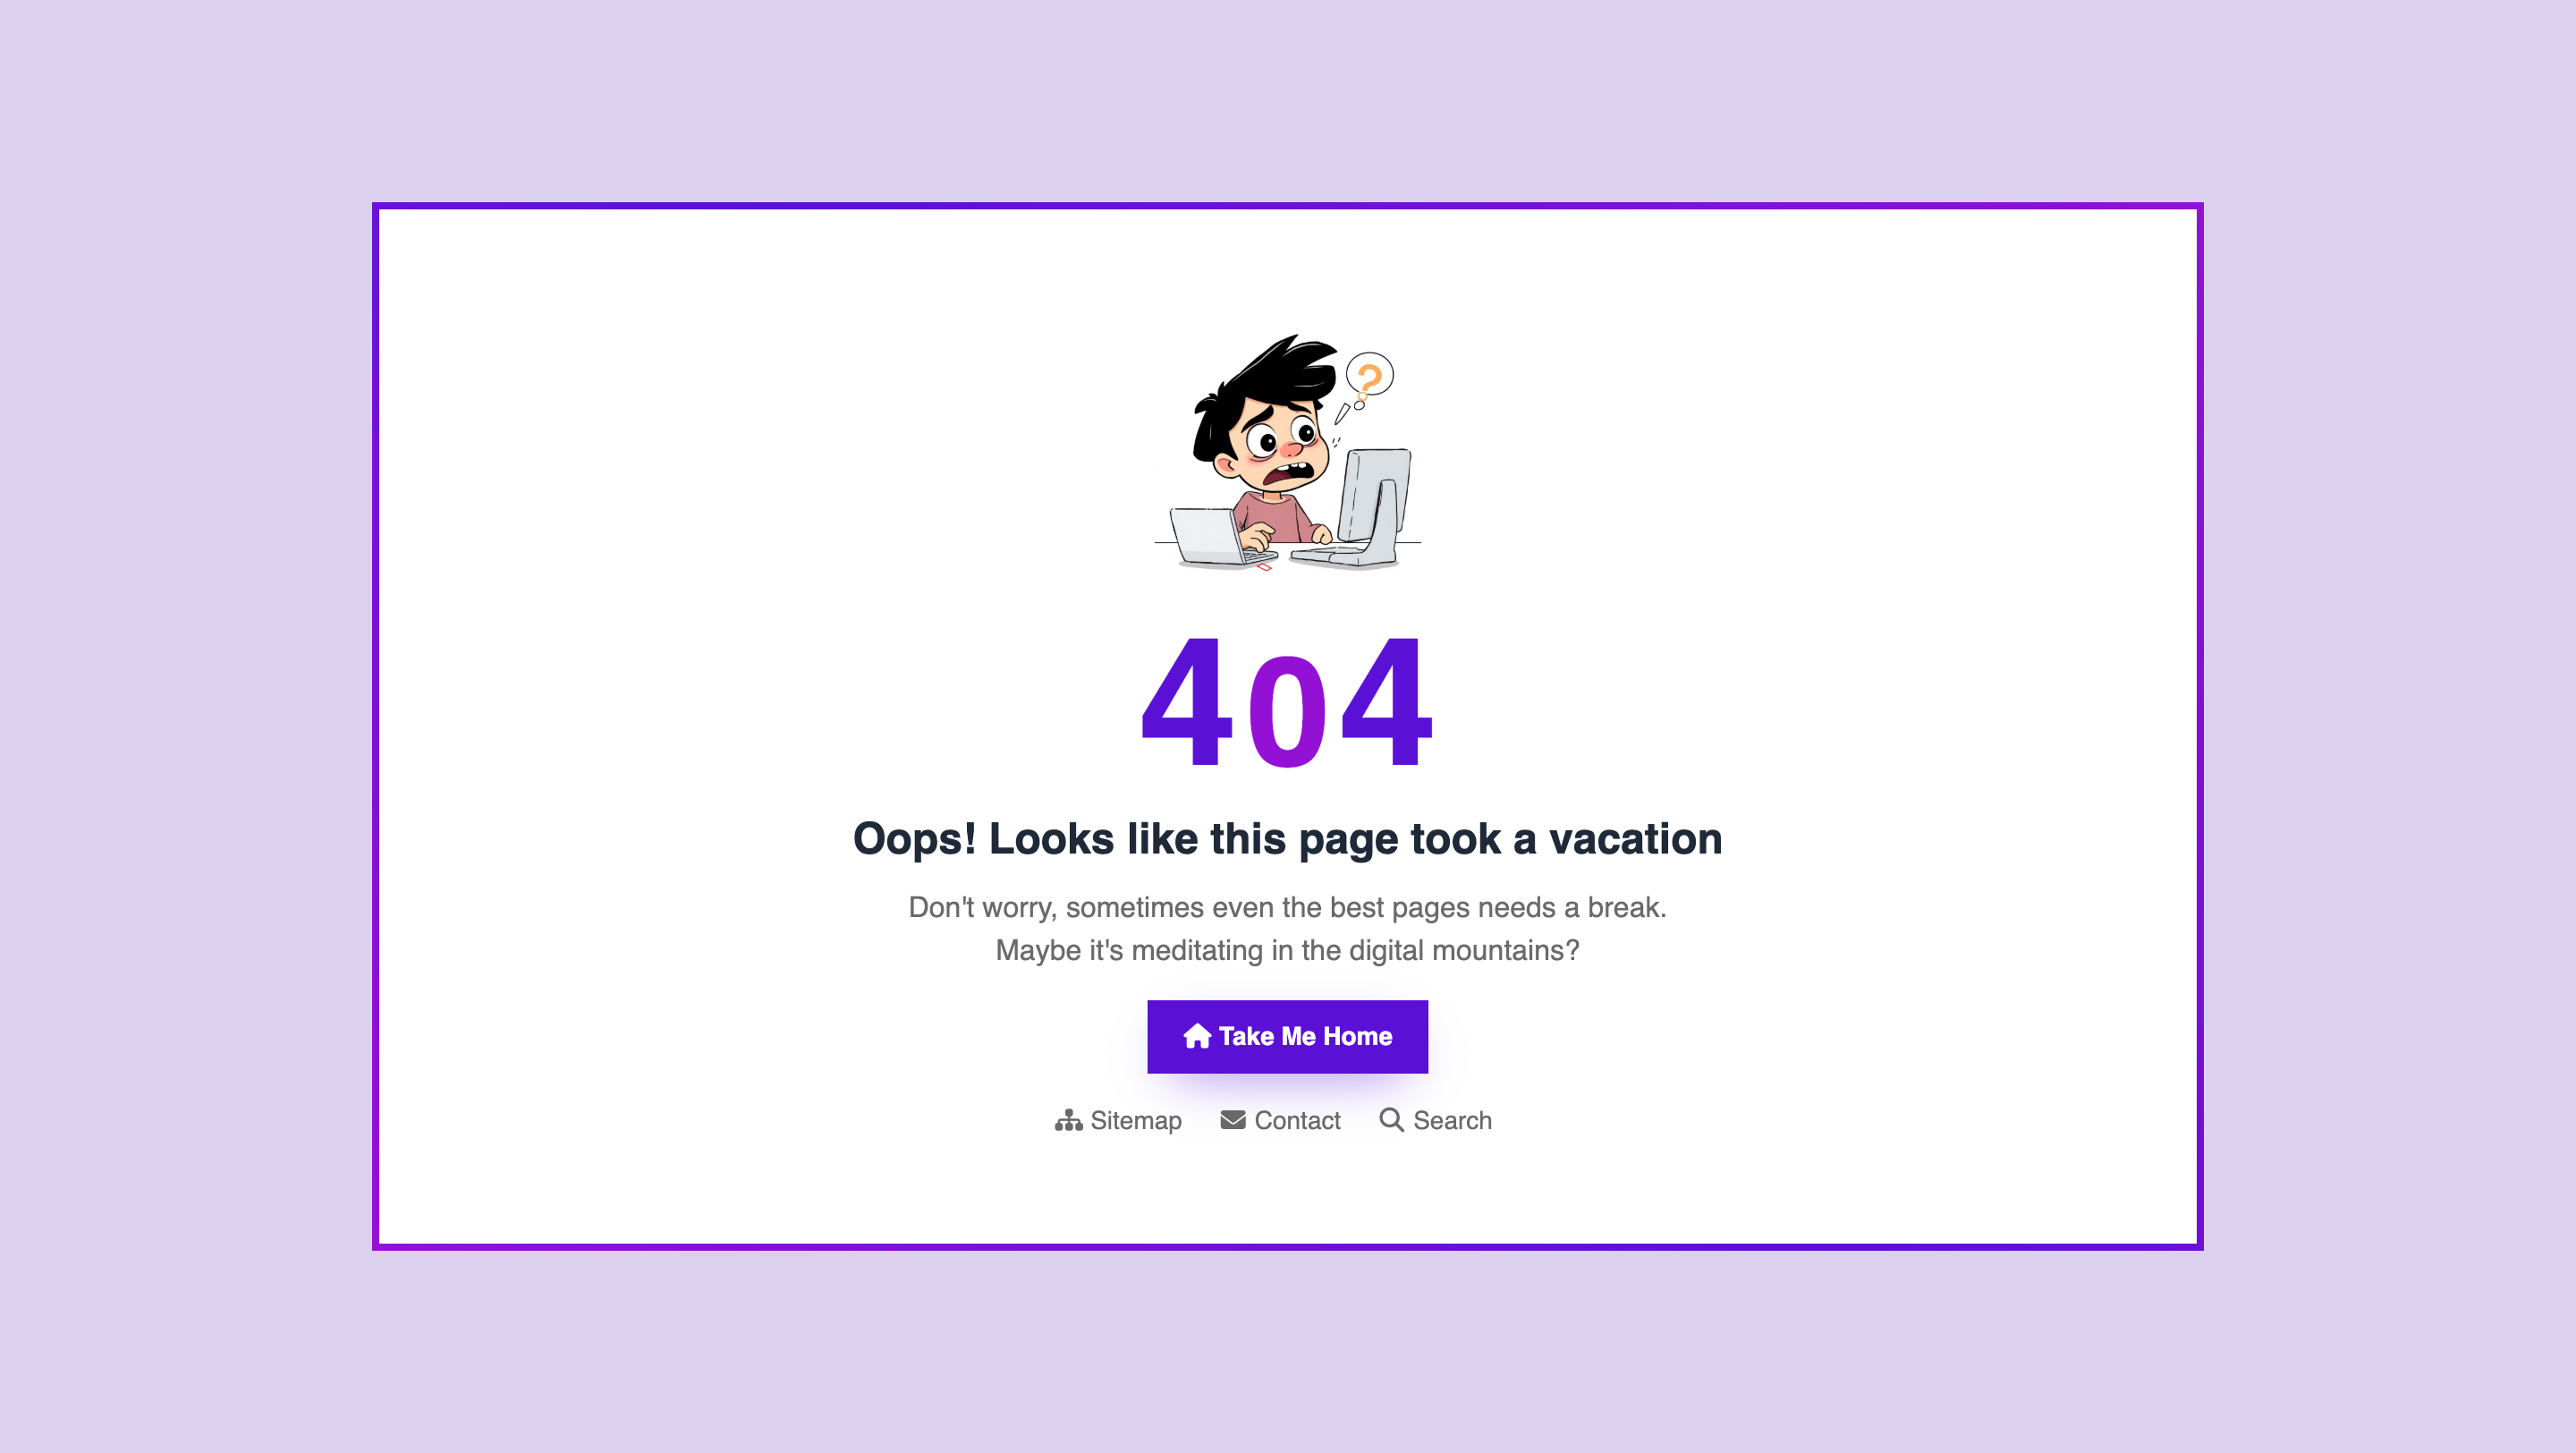 ?
404
Oops! Looks like this page took a vacation
Don't worry, sometimes even the best pages needs a break.
Maybe it's meditating in the digital mountains?
Take Me Home
Sitemap Contact Search